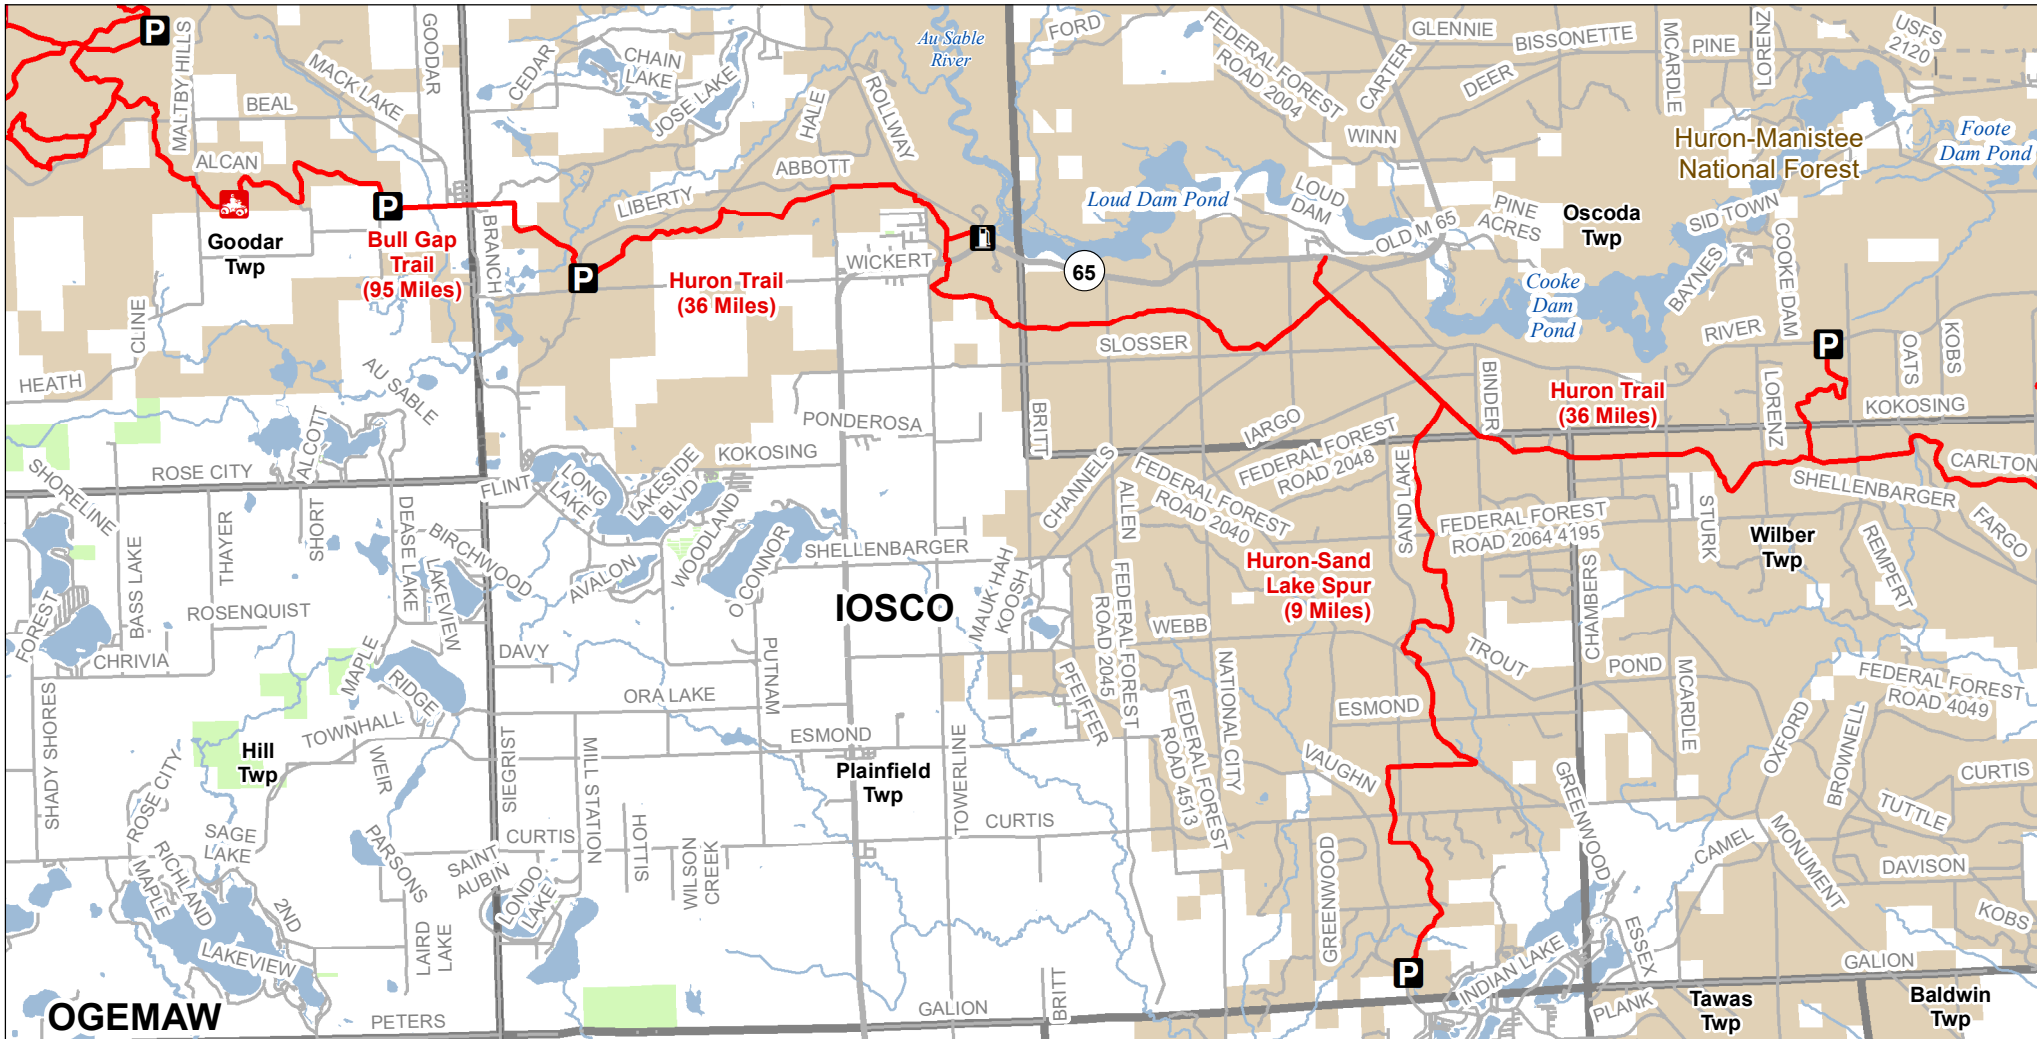 P
MALTBY HILLS
MACK LAKE
GOODAR
CEDAR
CHAIN
LAKE
JOSE LAKE
HALE
ROLLWAY
Au Sable
River
FORD
FEDERAL FOREST
ROAD 2004
CARTER
GLENNIE
DEER
BISSONETTE
MCARDLE
PINE
LORENZ
USFS
2120
BEAL
ALCAN
WINN
Huron-Manistee
National Forest
Foote
Dam Pond
ABBOTT
LIBERTY
Loud Dam Pond
LOUD
DAM
OLD M 65
PINE
ACRES
Oscoda
Twp
SID TOWN
COOKE DAM
BAYNES
Goodar
Twp
P
Bull Gap
Trail
(95 Miles)
BRANCH
P
Huron Trail
(36 Miles)
WICKERT
65
Cooke
Dam
Pond
RIVER
P
OATS
KOBS
CLINE
HEATH
AU SABLE
SLOSSER
BINDER
Huron Trail
(36 Miles)
LORENZ
KOKOSING
ALCOTT
PONDEROSA
BRITT
IARGO
FEDERAL FOREST
ROAD 2048
SAND LAKE
CARLTON
SHORELINE
ROSE CITY
FLINT
LONG
LAKE
LAKESIDE
BLVD
KOKOSING
WOODLAND
CHANNELS
ALLEN
FEDERAL FOREST
ROAD 2040
FEDERAL FOREST
ROAD 2064 4195
STURK
SHELLENBARGER
FARGO
Wilber
Twp
REMPERT
BASS LAKE
THAYER
SHORT
DEASE LAKE
BIRCHWOOD
LAKEVIEW
AVALON
O CONNOR
SHELLENBARGER
MAUK-HAH
KOOSH
Huron-Sand
Lake Spur
(9 Miles)
CHAMBERS
FOREST
ROSENQUIST
IOSCO
FEDERAL FOREST
ROAD 2045
WEBB
TROUT
POND
MCARDLE
FEDERAL FOREST
ROAD 4049
CHRIVIA
MAPLE
RIDGE
DAVY
ORA LAKE
PUTNAM
PFEIFFER
NATIONAL CITY
FEDERAL FOREST
ROAD 4513
ESMOND
OXFORD
BROWNELL
SHADY SHORES
TOWNHALL
WEIR
Hill
Twp
SIEGRIST
MILL STATION
ESMOND
Plainfield
Twp
TOWERLINE
VAUGHN
GREENWOOD
CURTIS
TUTTLE
ROSE CITY
SAGE
LAKE
PARSONS
CURTIS
HOTTIS
WILSON
CREEK
CURTIS
CAMEL
MONUMENT
DAVISON
MAPLE
RICHLAND
2ND
SAINT
AUBIN
LONDO
LAKE
GREENWOOD
ESSEX
KOBS
LAKEVIEW
LAIRD
LAKE
P
INDIAN LAKE
GALION
OGEMAW
PETERS
GALION
BRITT
PLANK
Tawas
Twp
Baldwin
Twp